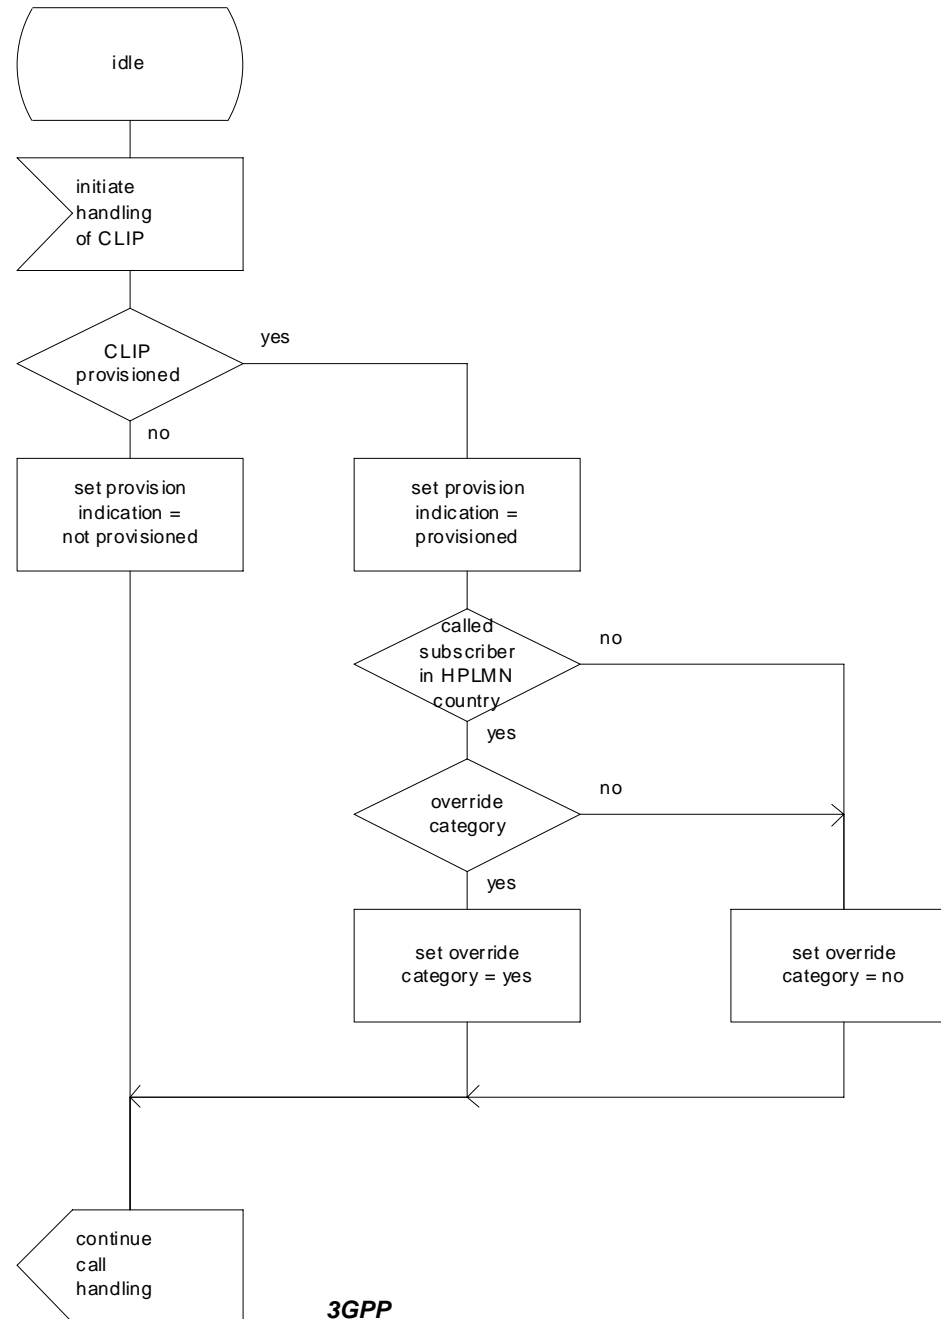 idle
initiate
handling
of CLIP
CLIP
provisioned
yes
no
set provision
indication =
not provisioned
set provision
indication =
provisioned
called
subscriber
in HPLMN
country
no
yes
override
category
no
yes
set override
category = yes
set override
category = no
continue
call
handling
3GPP